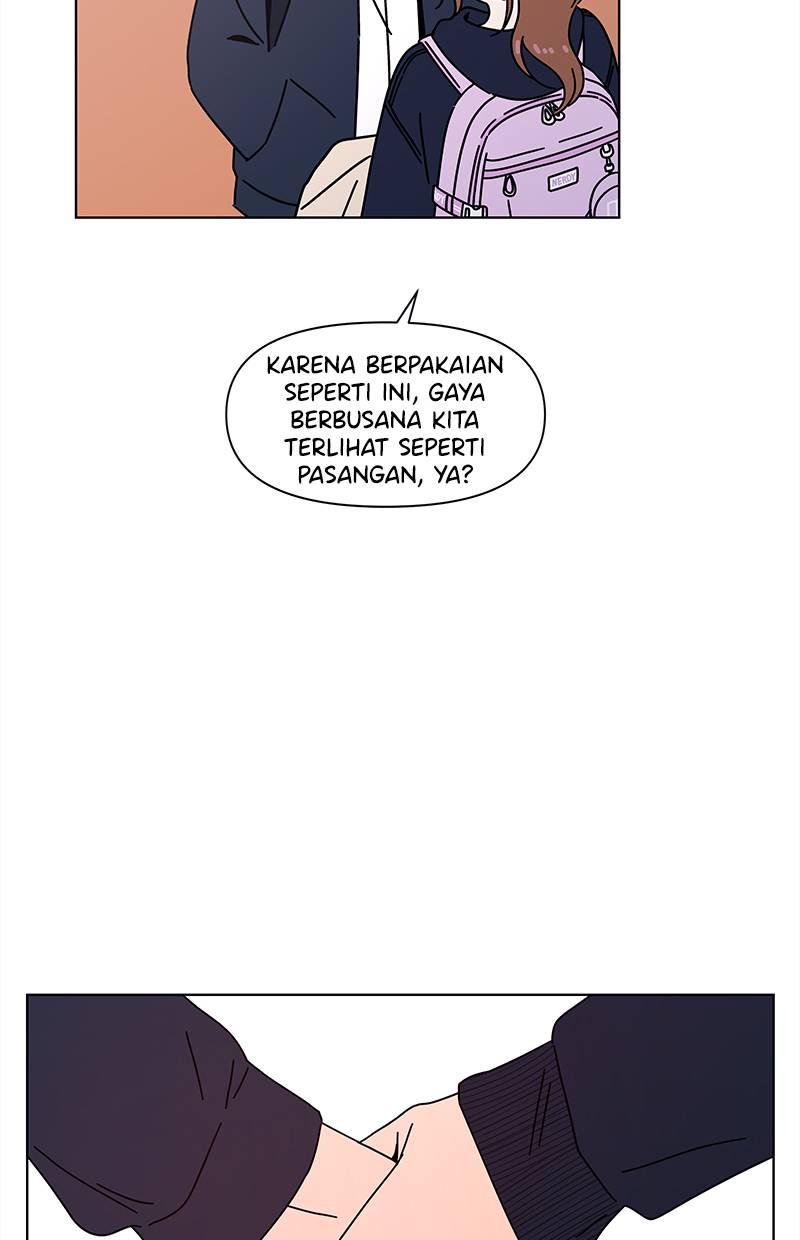 NERDY
KARENA BERPAKAIAN
SEPERTI INI, GAYA
BERBUSANA KITA
TERLIHAT SEPERTI
PASANGAN, YA?